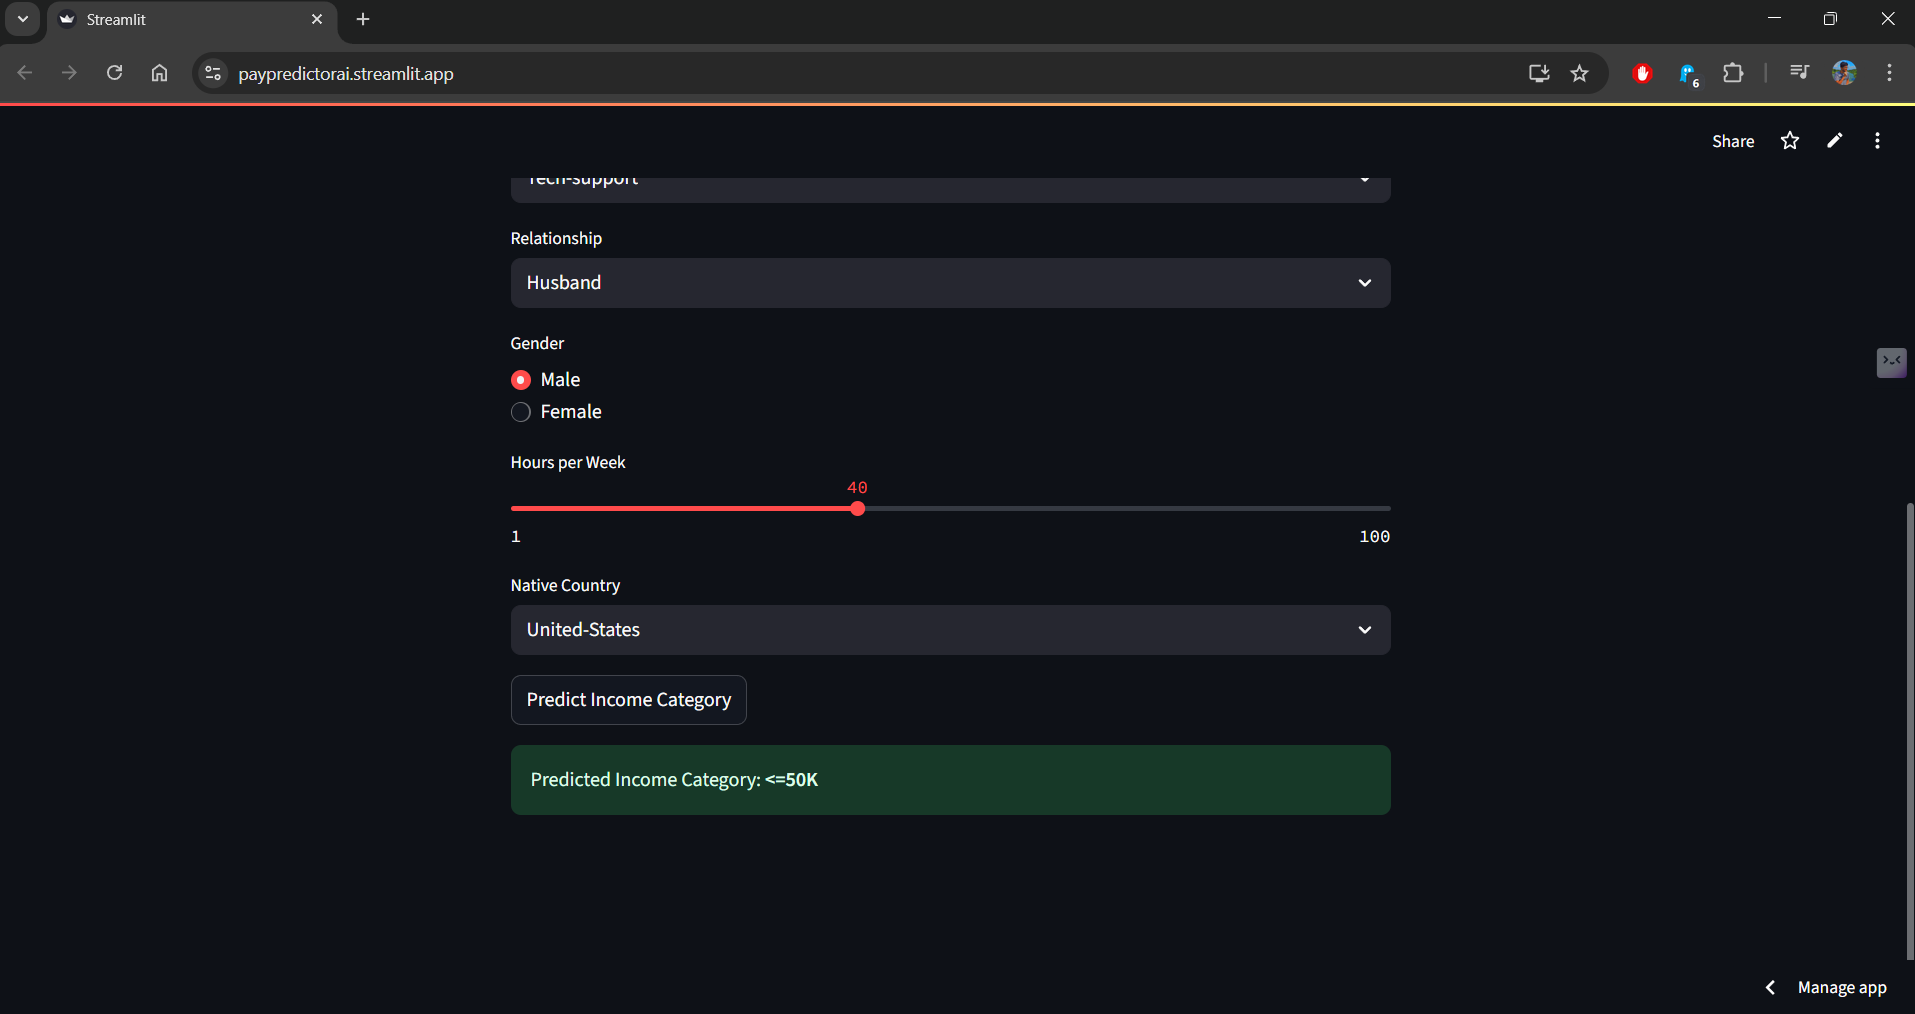 Streamlit
paypredictorai.streamlit.app
6
Share
Tech-support
Relationship
Husband
Gender
Male
Female
Hours per Week
40
1
100
Native Country
United-States
Predict Income Category
Predicted Income Category: <=50K
Manage app